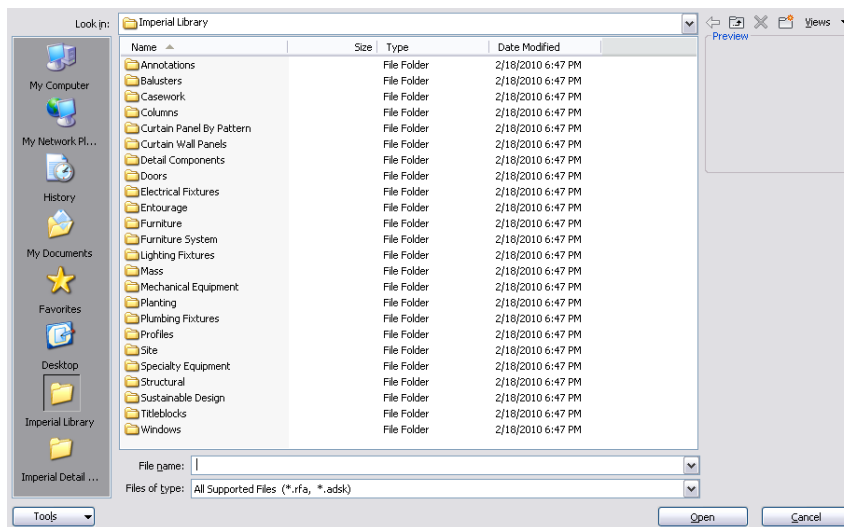 Look in: Imperial Library Views
Preview
Name Size Type Date Modified
Annotations File Folder 2/18/2010 6:47 PM
Balusters File Folder 2/18/2010 6:47 PM
Casework File Folder 2/18/2010 6:47 PM
Columns File Folder 2/18/2010 6:47 PM
Curtain Panel By Pattern File Folder 2/18/2010 6:47 PM
Curtain Wall Panels File Folder 2/18/2010 6:47 PM
Detail Components File Folder 2/18/2010 6:47 PM
Doors File Folder 2/18/2010 6:47 PM
Electrical Fixtures File Folder 2/18/2010 6:47 PM
Entourage File Folder 2/18/2010 6:47 PM
Furniture File Folder 2/18/2010 6:47 PM
Furniture System File Folder 2/18/2010 6:47 PM
Lighting Fixtures File Folder 2/18/2010 6:47 PM
Mass File Folder 2/18/2010 6:47 PM
Mechanical Equipment File Folder 2/18/2010 6:47 PM
Planting File Folder 2/18/2010 6:47 PM
Plumbing Fixtures File Folder 2/18/2010 6:47 PM
Profiles File Folder 2/18/2010 6:47 PM
Site File Folder 2/18/2010 6:47 PM
Specialty Equipment File Folder 2/18/2010 6:47 PM
Structural File Folder 2/18/2010 6:47 PM
Sustainable Design File Folder 2/18/2010 6:47 PM
Titleblocks File Folder 2/18/2010 6:47 PM
Windows File Folder 2/18/2010 6:47 PM
My Computer
My Network Pl...
History
My Documents
Favorites
Desktop
Imperial Library
Imperial Detail ...
File name:
Files of type: All Supported Files (*.rfa, *.adsk)
Tools Open Cancel